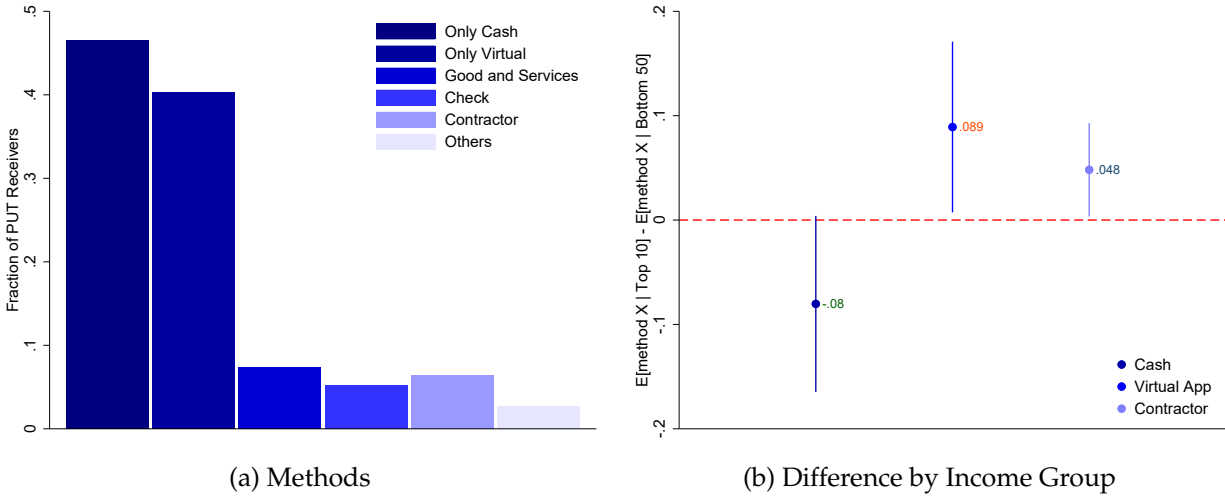 Fraction of PUT Receivers
.5
.4
.3
.2
.1
0
Only Cash
Only Virtual
Good and Services
Check
Contractor
Others
(a) Methods
E[method X | Top 10] - E[method X | Bottom 50]
.2
.1
0
-.1
-.2
.089
.048
-.08
Cash
Virtual App
Contractor
(b) Difference by Income Group